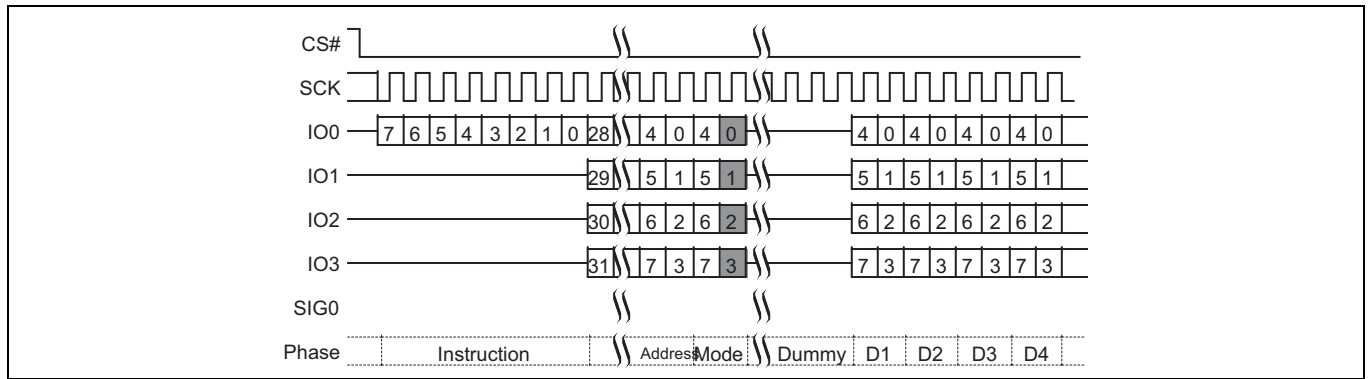 CS#
SCK
IO0 7 6 5 4 3 2 1 0 28 4 0 4 0 4 0 4 0 4 0 4 0
IO1 29 5 1 5 1 5 1 5 1 5 1 5 1
IO2 30 6 2 6 2 6 2 6 2 6 2 6 2
IO3 31 7 3 7 3 7 3 7 3 7 3 7 3
SIG0
Phase Instruction Address Mode Dummy D1 D2 D3 D4